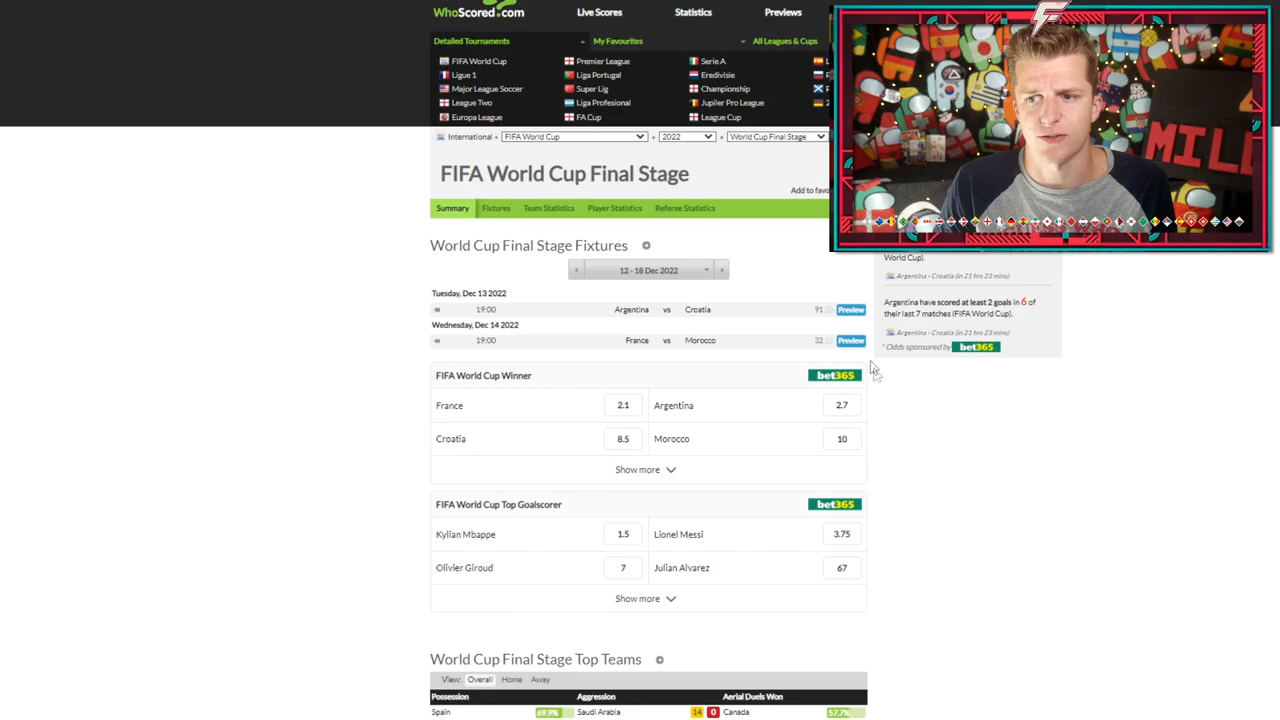 WhoScored.com Live Scores Statistics Previews
Detailed Tournaments My Favourites All Leagues & Cups
FIFA World Cup Premier League Serie A
Ligue 1 Liga Portugal Eredivisie
Major League Soccer Super Lig Championship
League Two Liga Profesional Jupiler Pro League
Europa League FA Cup League Cup
International » FIFA World Cup » 2022 » World Cup Final Stage
FIFA World Cup Final Stage
Add to favo
Summary Fixtures Team Statistics Player Statistics Referee Statistics
World Cup Final Stage Fixtures
12 - 18 Dec 2022
Tuesday, Dec 13 2022
19:00 Argentina vs Croatia 91 Preview
Wednesday, Dec 14 2022
19:00 France vs Morocco 32 Preview
FIFA World Cup Winner bet365
France 2.1 Argentina 2.7
Croatia 8.5 Morocco 10
Show more
FIFA World Cup Top Goalscorer bet365
Kylian Mbappe 1.5 Lionel Messi 3.75
Olivier Giroud 7 Julian Alvarez 67
Show more
World Cup Final Stage Top Teams
View: Overall Home Away
Possession Aggression Aerial Duels Won
Spain 69.9% Saudi Arabia 14 0 Canada 57.7%
MILL
World Cup).
Argentina - Croatia (in 21 hrs 23 mins)
Argentina have scored at least 2 goals in 6 of
their last 7 matches (FIFA World Cup).
Argentina - Croatia (in 21 hrs 23 mins)
* Odds sponsored by bet365